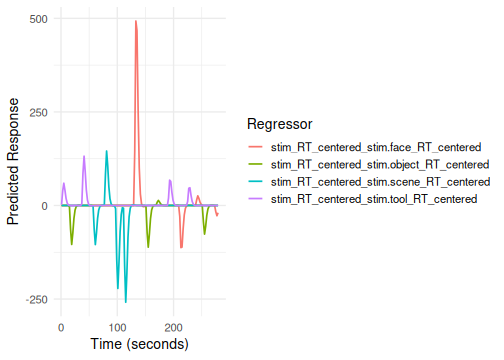 500
250
0
-250
Predicted Response
0
100
200
Time (seconds)
Regressor
stim_RT_centered_stim.face_RT_centered
stim_RT_centered_stim.object_RT_centered
stim_RT_centered_stim.scene_RT_centered
stim_RT_centered_stim.tool_RT_centered